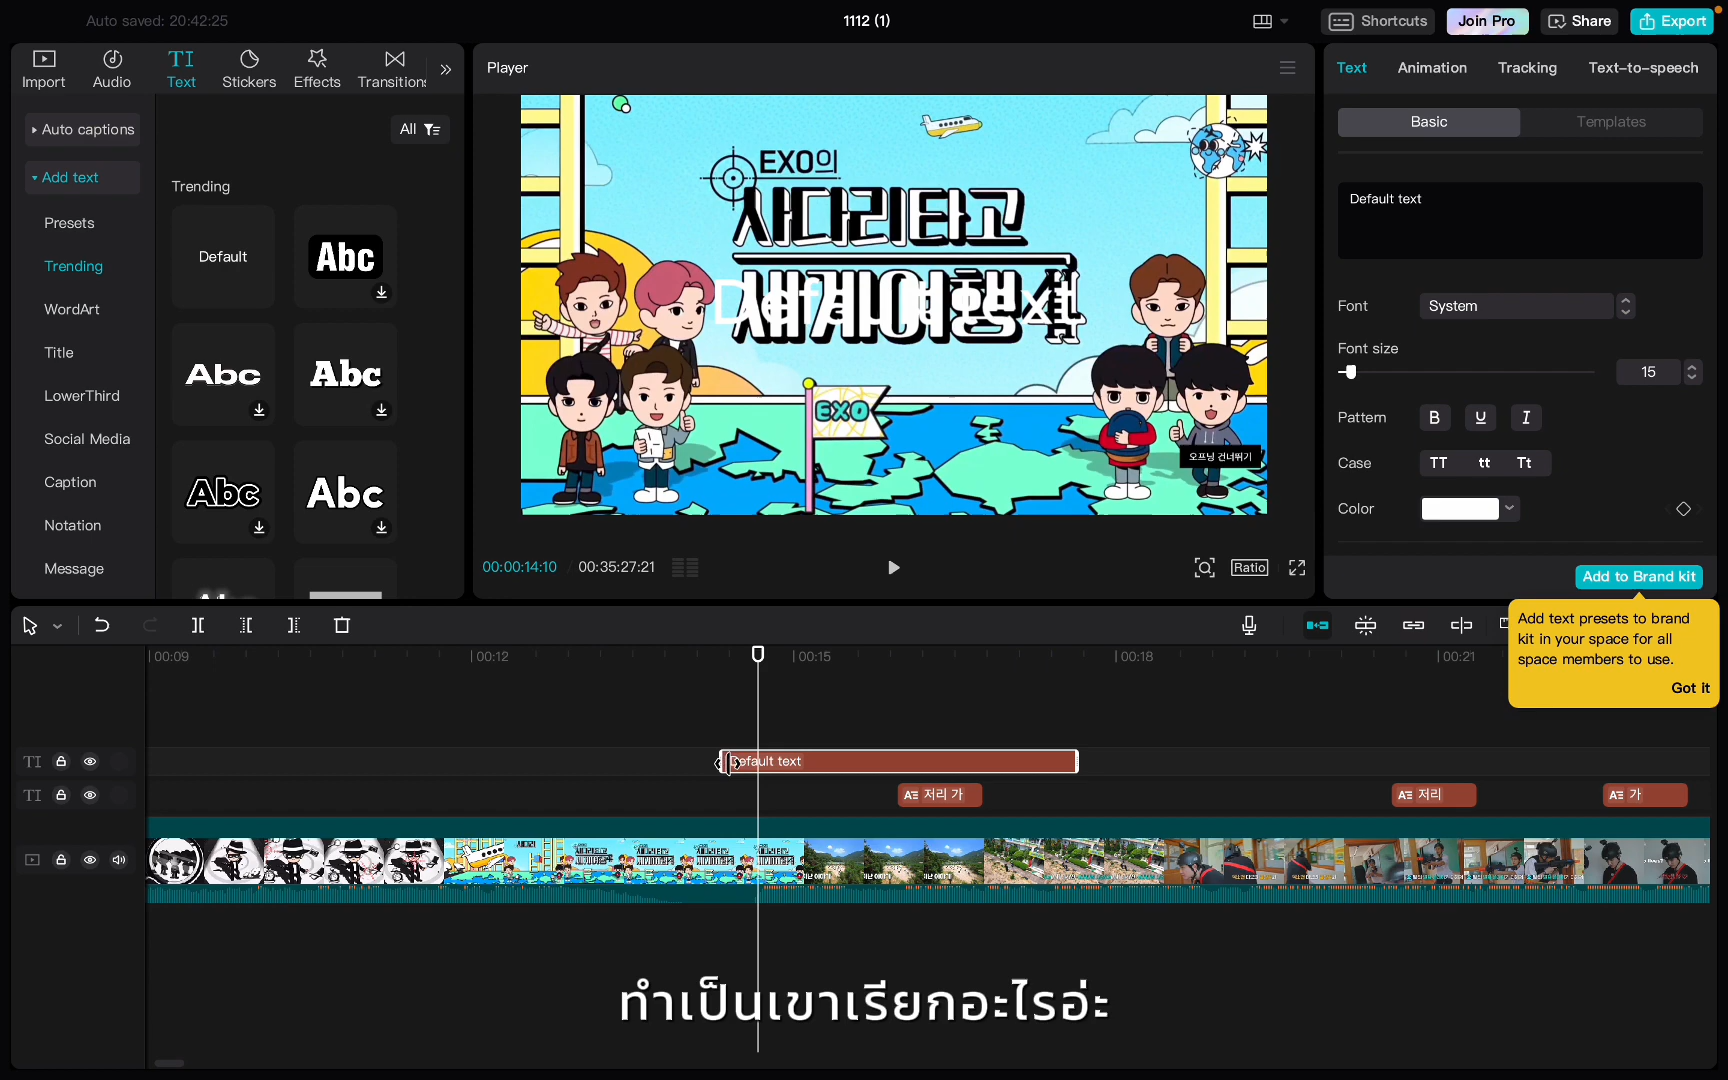 Auto saved: 20:42:25
1112 (1)
Shortcuts
Join Pro
Share
Export
Import
Audio
Text
Stickers
Effects
Transitions
Auto captions
Add text
Presets
Trending
WordArt
Title
LowerThird
Social Media
Caption
Notation
Message
All
Trending
Default
Abc
Abc
Abc
Abc
Abc
Player
EXO의
사다리타고
세계여행
Default text
EXO
오프닝 건너뛰기
00:00:14:10
00:35:27:21
Ratio
Text
Animation
Tracking
Text-to-speech
Basic
Templates
Default text
Font
System
Font size
15
Pattern
B U I
Case
TT tt Tt
Color
Add to Brand kit
Add text presets to brand
kit in your space for all
space members to use.
Got it
00:09
00:12
00:15
00:18
00:21
Default text
저리 가
저리
가
ทำเป็นเขาเรียกอะไรอ่ะ